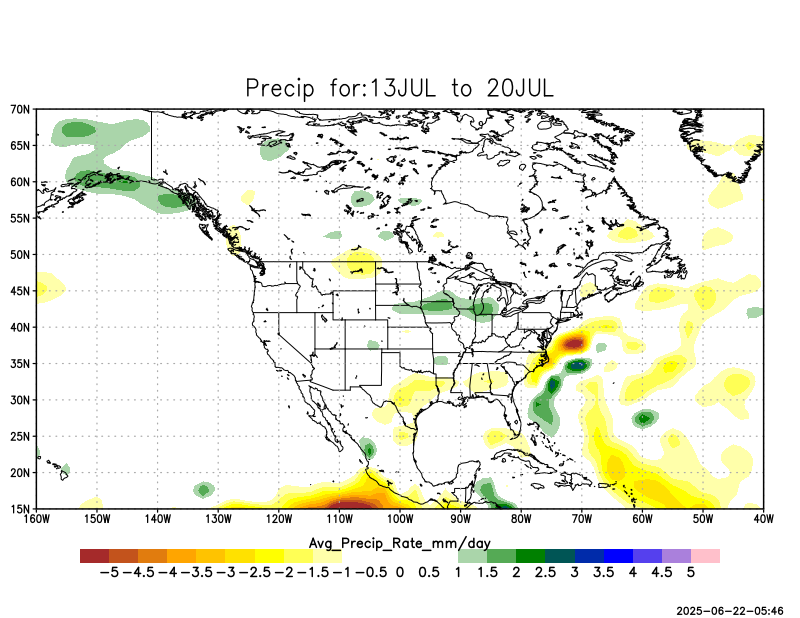 Precip for:13JUL to 20JUL
70N
65N
60N
55N
50N
45N
40N
35N
30N
25N
20N
15N
160W 150W 140W 130W 120W 110W 100W 90W 80W 70W 60W 50W 40W
Avg_Precip_Rate_mm/day
-5 -4.5 -4 -3.5 -3 -2.5 -2 -1.5 -1 -0.5 0 0.5 1 1.5 2 2.5 3 3.5 4 4.5 5
2025-06-22-05:46